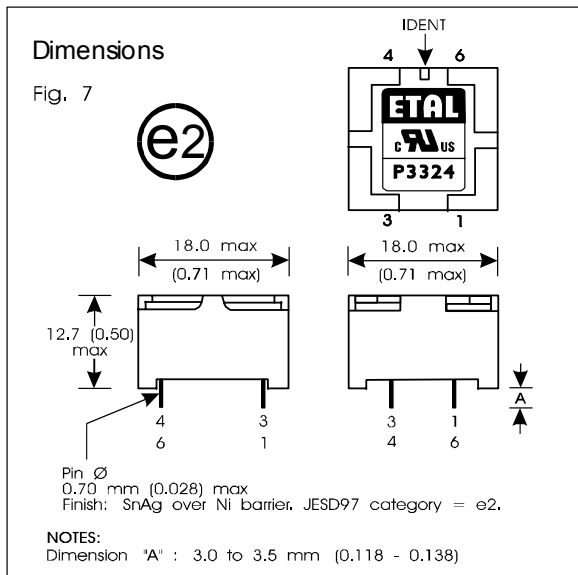 Dimensions
Fig. 7
e2
IDENT
4 6
ETAL
C RU US
P3324
3 1
18.0 max
(0.71 max)
18.0 max
(0.71 max)
12.7 (0.50)
max
A
4 3
6 1
3 1
4 6
Pin Ø
0.70 mm (0.028) max
Finish: SnAg over Ni barrier. JESD97 category = e2.
NOTES:
Dimension "A" : 3.0 to 3.5 mm (0.118 - 0.138)